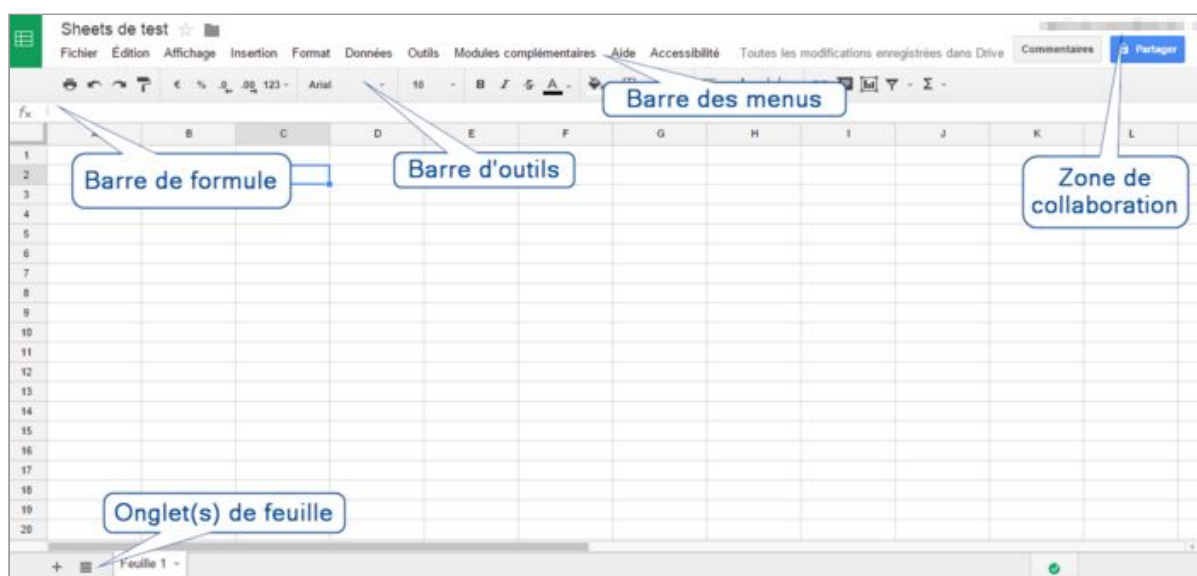 Sheets de test
Fichier Édition Affichage Insertion Format Données Outils Modules complémentaires Aide Accessibilité Toutes les modifications enregistrées dans Drive Commentaires Partager
€ % .0 .00 123 Arial 10 B I S A Σ
Barre des menus
fx
A B C D E F G H I J K L
Barre de formule
Barre d'outils
Zone de
collaboration
1
2
3
4
5
6
7
8
9
10
11
12
13
14
15
16
17
18
19
20
Onglet(s) de feuille
+ Feuille 1